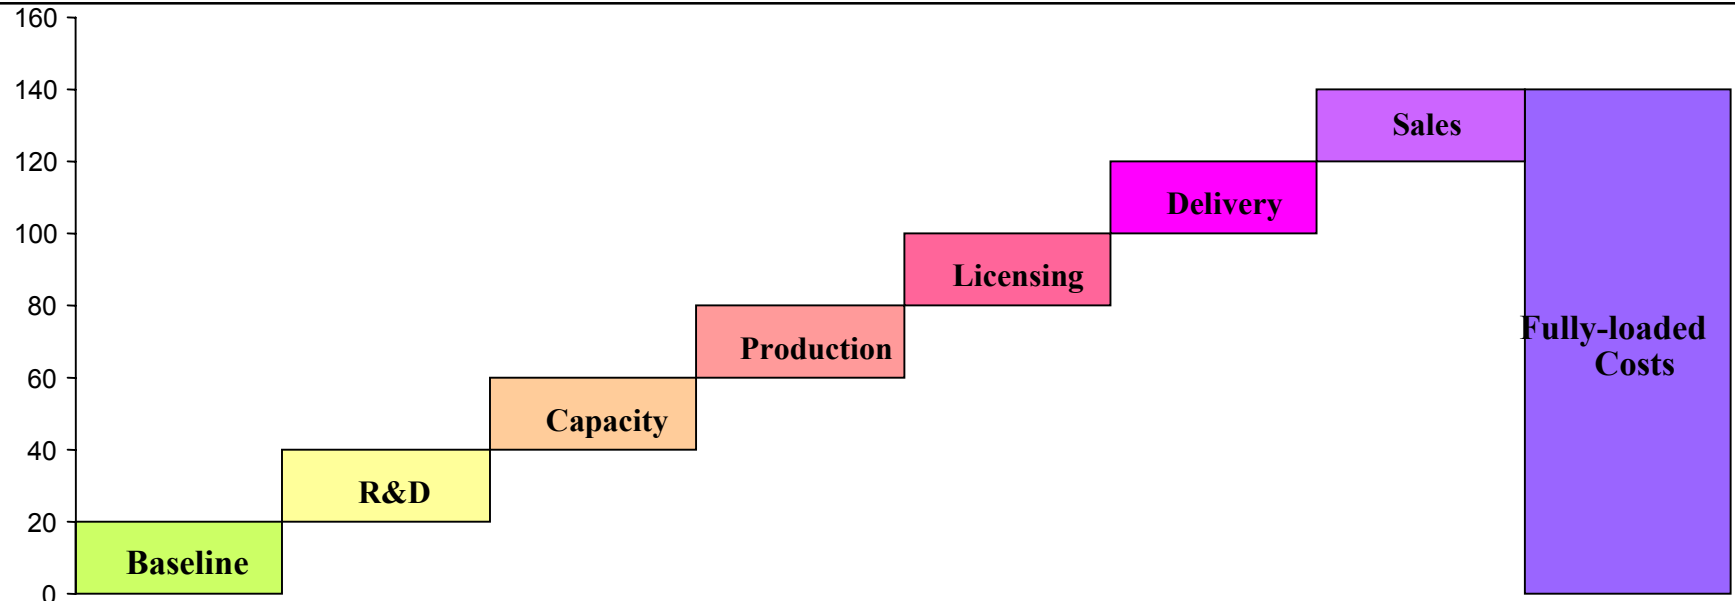 160
140
120
100
80
60
40
20
0
Baseline
R&D
Capacity
Production
Licensing
Delivery
Sales
Fully-loaded
Costs